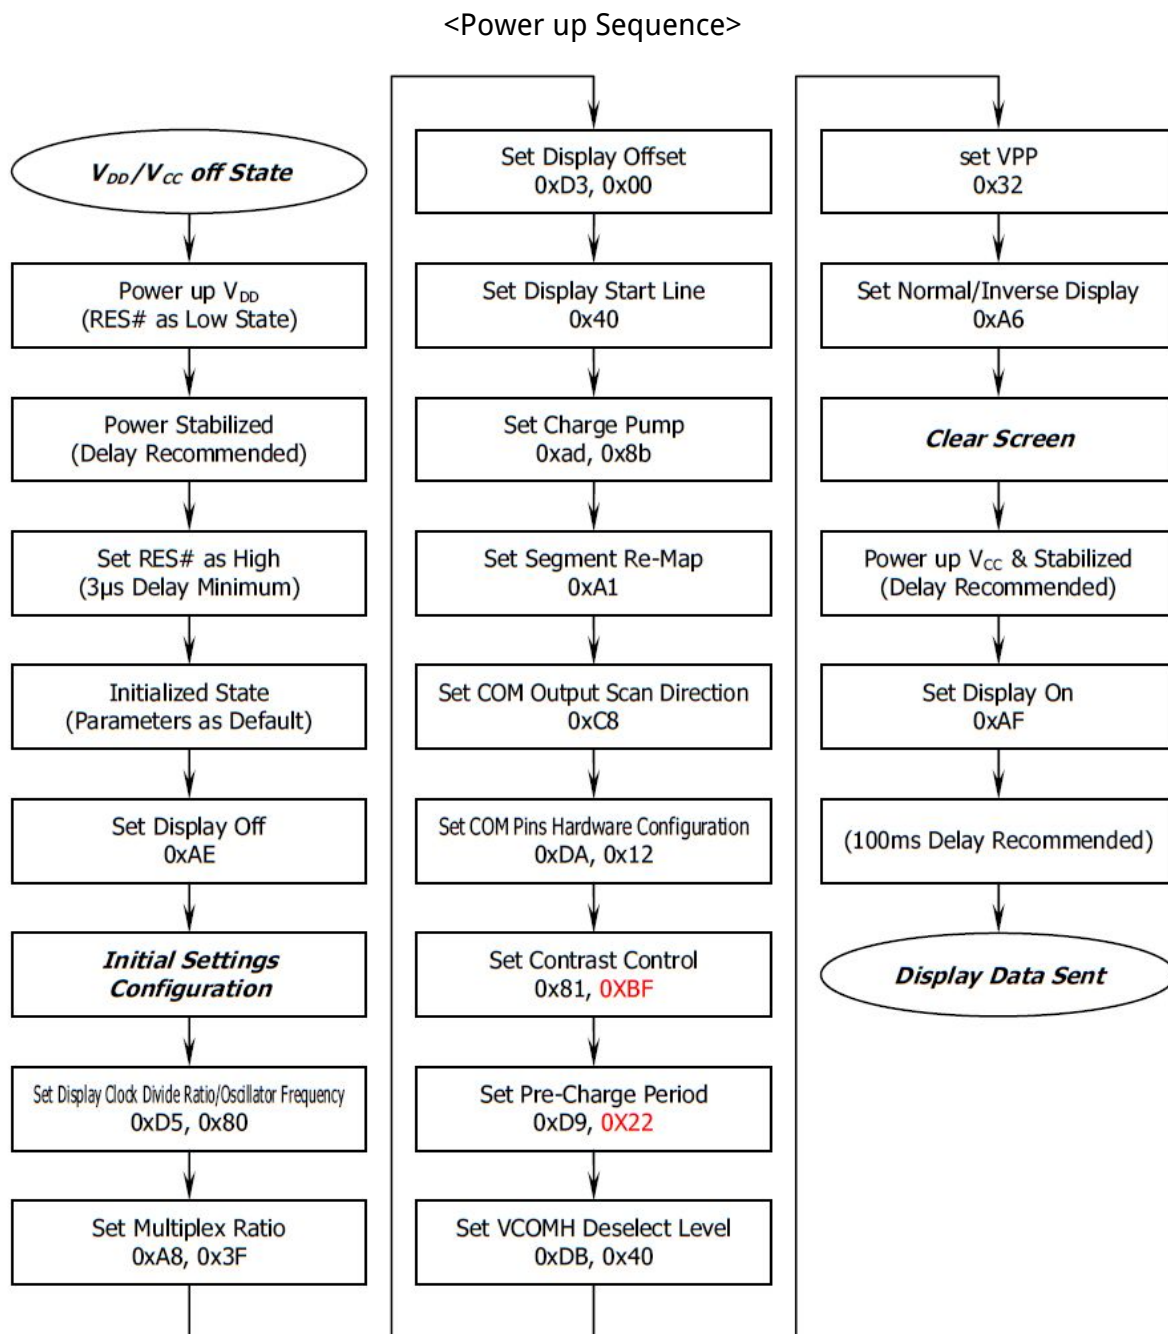 <Power up Sequence>
VDD/VCC off State
Power up VDD
(RES# as Low State)
Power Stabilized
(Delay Recommended)
Set RES# as High
(3μs Delay Minimum)
Initialized State
(Parameters as Default)
Set Display Off
0xAE
Initial Settings
Configuration
Set Display Clock Divide Ratio/Oscillator Frequency
0xD5, 0x80
Set Multiplex Ratio
0xA8, 0x3F
Set Display Offset
0xD3, 0x00
Set Display Start Line
0x40
Set Charge Pump
0xad, 0x8b
Set Segment Re-Map
0xA1
Set COM Output Scan Direction
0xC8
Set COM Pins Hardware Configuration
0xDA, 0x12
Set Contrast Control
0x81, 0XBF
Set Pre-Charge Period
0xD9, 0X22
Set VCOMH Deselect Level
0xDB, 0x40
set VPP
0x32
Set Normal/Inverse Display
0xA6
Clear Screen
Power up VCC & Stabilized
(Delay Recommended)
Set Display On
0xAF
(100ms Delay Recommended)
Display Data Sent